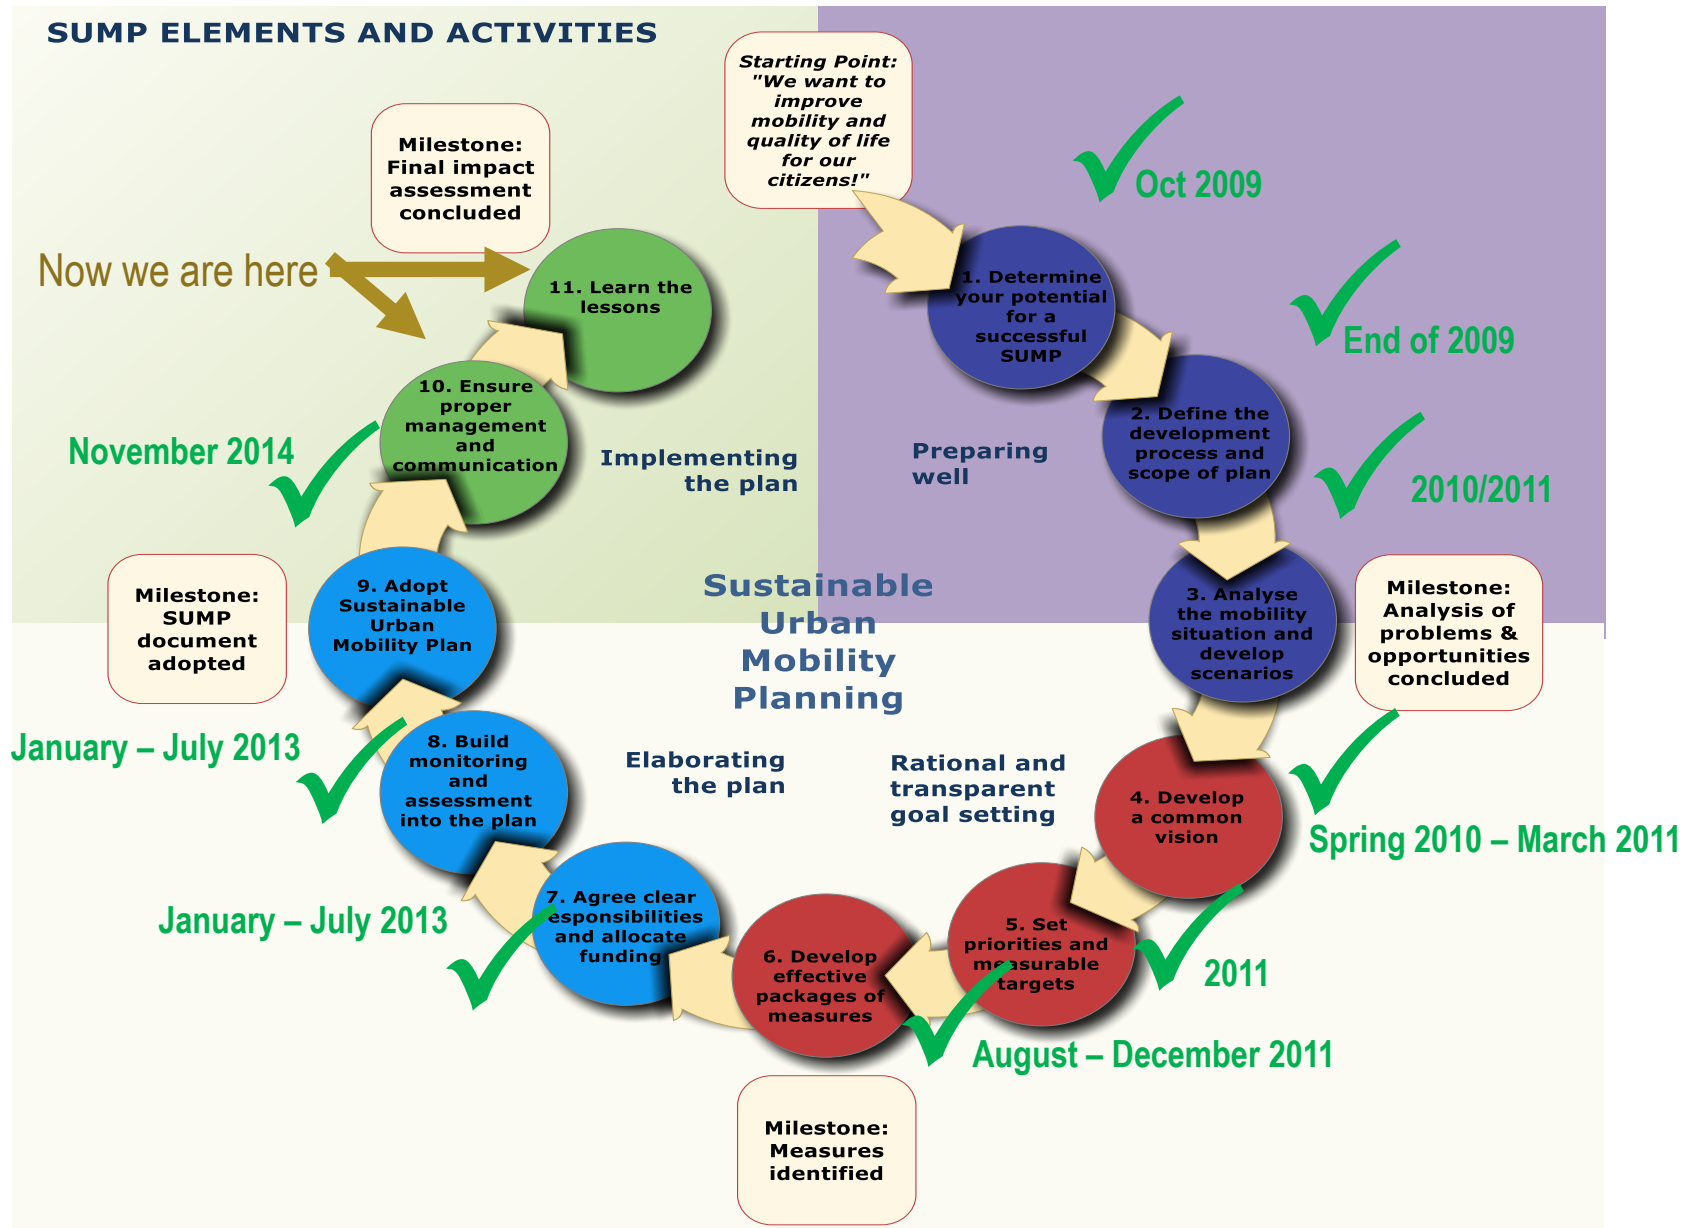 SUMP ELEMENTS AND ACTIVITIES
Starting Point:
"We want to
improve
mobility and
quality of life
for our
citizens!"
Oct 2009
1. Determine
your potential
for a
successful
SUMP
End of 2009
2. Define the
development
process and
scope of plan
2010/2011
3. Analyse
the mobility
situation and
develop
scenarios
Milestone:
Analysis of
problems &
opportunities
concluded
Preparing
well
Spring 2010 – March 2011
4. Develop
a common
vision
2011
5. Set
priorities and
measurable
targets
August – December 2011
6. Develop
effective
packages of
measures
Milestone:
Measures
identified
Rational and
transparent
goal setting
7. Agree clear
esponsibilities
and allocate
funding
January – July 2013
8. Build
monitoring
and
assessment
into the plan
January – July 2013
9. Adopt
Sustainable
Urban
Mobility Plan
Milestone:
SUMP
document
adopted
Elaborating
the plan
November 2014
10. Ensure
proper
management
and
communication
11. Learn the
lessons
Milestone:
Final impact
assessment
concluded
Now we are here
Implementing
the plan
Sustainable
Urban
Mobility
Planning